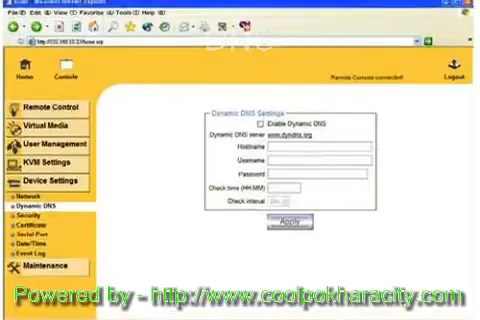 File Edit View Favorites Tools Help
Home
Console
Remote Console connected
Logout
Remote Control
Virtual Media
User Management
KVM Settings
Device Settings
Network
Dynamic DNS
Security
Certificate
Serial Port
Date/Time
Event Log
Maintenance
Dynamic DNS Settings
Enable Dynamic DNS
Dynamic DNS server www.dyndns.org
Hostname
Username
Password
Check time (HH:MM)
Check interval
Apply
Powered by - http://www.coolpokharacity.com